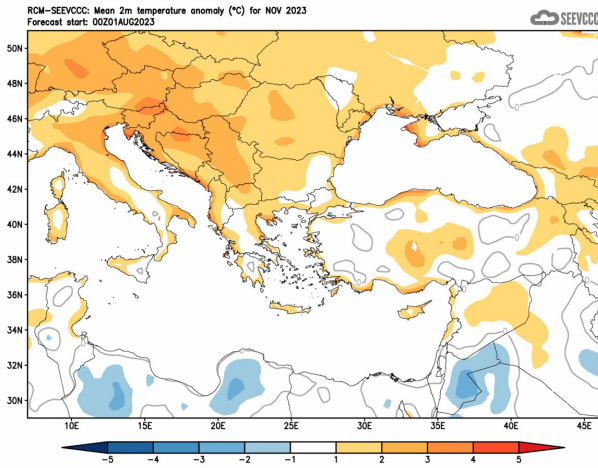 RCM-SEEVCCC: Mean 2m temperature anomaly (°C) for NOV 2023
Forecast start: 00Z01AUG2023
SEEVCCC
50N
48N
46N
44N
42N
40N
38N
36N
34N
32N
30N
10E 15E 20E 25E 30E 35E 40E 45E
-5 -4 -3 -2 -1 1 2 3 4 5